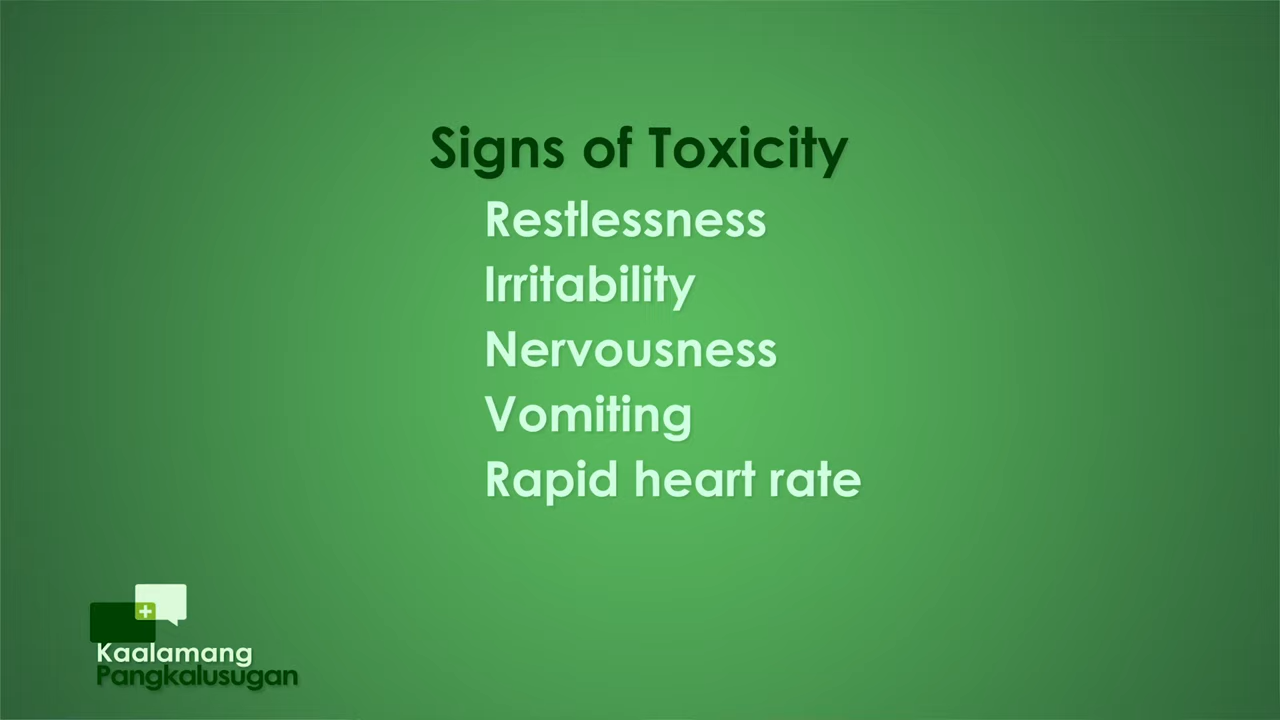 Signs of Toxicity
Restlessness
Irritability
Nervousness
Vomiting
Rapid heart rate
Kaalamang
Pangkalusugan